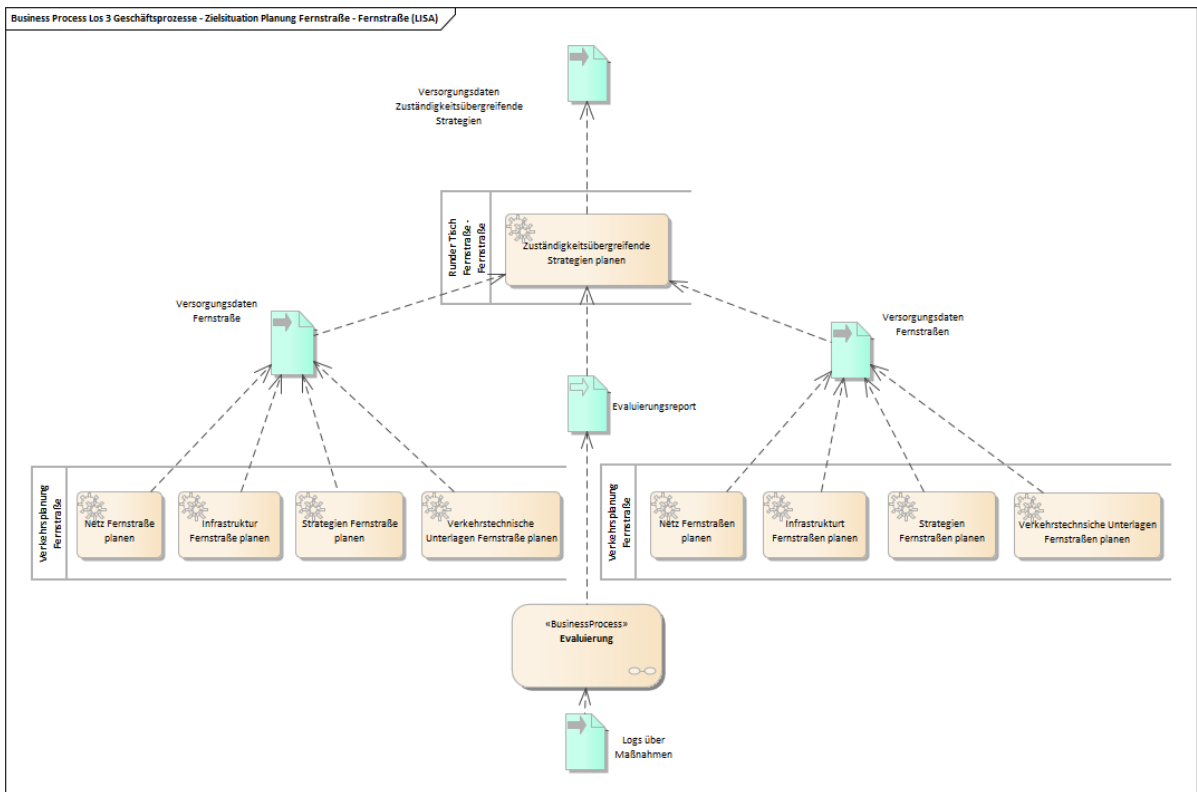 Business Process Los 3 Geschäftsprozesse - Zielsituation Planung Fernstraße - Fernstraße (LISA)
Versorgungsdaten
Zuständigkeitsübergreifende
Strategien
Runder Tisch
Fernstraße -
Fernstraße
Zuständigkeitsübergreifende
Strategien planen
Versorgungsdaten
Fernstraße
Versorgungsdaten
Fernstraßen
Evaluierungsreport
Verkehrsplanung
Fernstraße
Netz Fernstraße
planen
Infrastruktur
Fernstraße planen
Strategien Fernstraße
planen
Verkehrstechnische
Unterlagen Fernstraße planen
Verkehrsplanung
Fernstraße
Netz Fernstraßen
planen
Infrastrukturt
Fernstraßen planen
Strategien
Fernstraßen planen
Verkehrstechnsiche Unterlagen
Fernstraßen planen
«BusinessProcess»
Evaluierung
Logs über
Maßnahmen